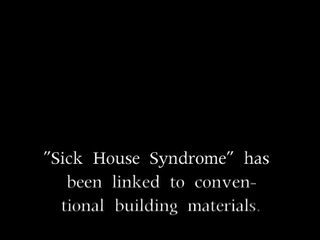 "Sick House Syndrome" has
been linked to conven-
tional building materials.